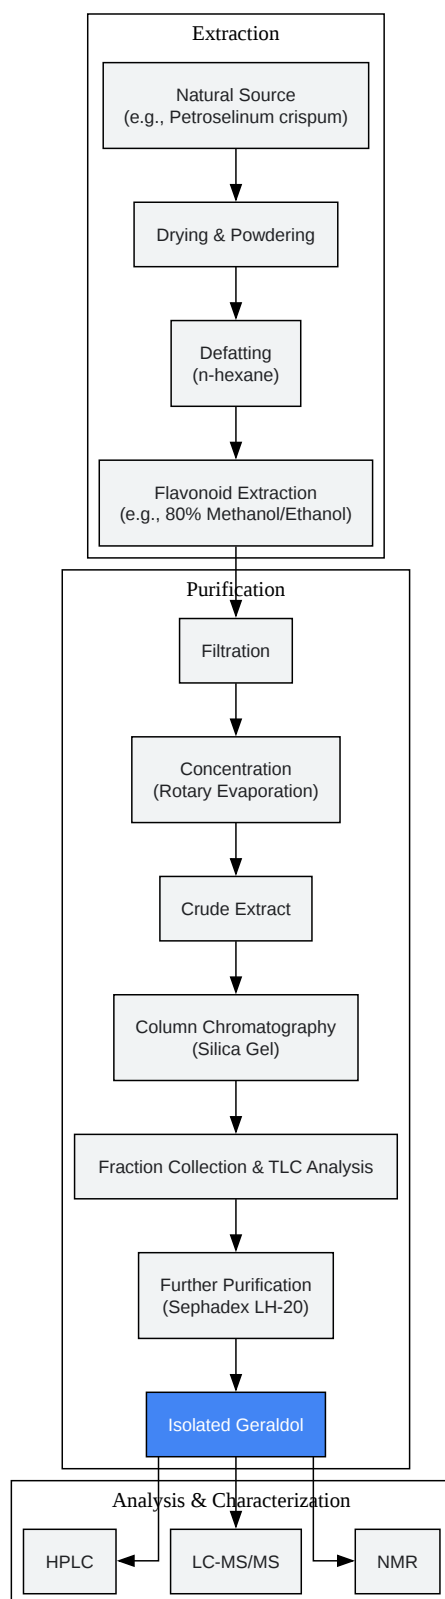 Extraction
Natural Source
(e.g., Petroselinum crispum)
Drying & Powdering
Defatting
(n-hexane)
Flavonoid Extraction
(e.g., 80% Methanol/Ethanol)
Purification
Filtration
Concentration
(Rotary Evaporation)
Crude Extract
Column Chromatography
(Silica Gel)
Fraction Collection & TLC Analysis
Further Purification
(Sephadex LH-20)
Isolated Geraldol
Analysis & Characterization
HPLC
LC-MS/MS
NMR